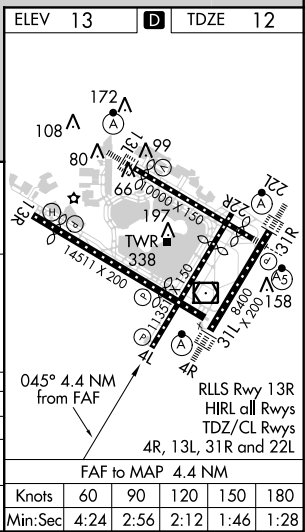 ELEV 13 D TDZE 12
172
A
108
13L
99
V
80
66
10000 X 150
22L
A
22R
13R
H
P
197
TWR
338
31R
P
A5
158
14511 X 200
P
8400 X 200
31L
P
4L
A
4R
045° 4.4 NM
from FAF
RLLS Rwy 13R
HIRL all Rwys
TDZ/CL Rwys
4R, 13L, 31R and 22L
FAF to MAP 4.4 NM
Knots 60 90 120 150 180
Min:Sec 4:24 2:56 2:12 1:46 1:28